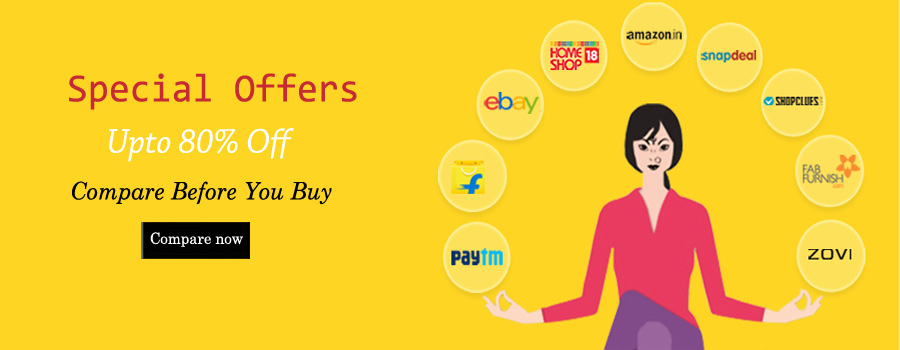 Special Offers
Upto 80% Off
Compare Before You Buy
Compare now
paytm
f
ebay
HOME
SHOP 18
amazon.in
snapdeal
SHOPCLUES
FAB
FURNISH
.com
ZOVI